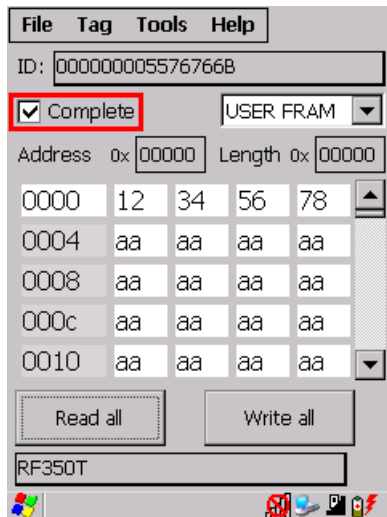 File Tag Tools Help
ID: 000000005576766B
Complete USER FRAM
Address 0x 00000 Length 0x 00000
0000 12 34 56 78
0004 aa aa aa aa
0008 aa aa aa aa
000c aa aa aa aa
0010 aa aa aa aa
Read all Write all
RF350T